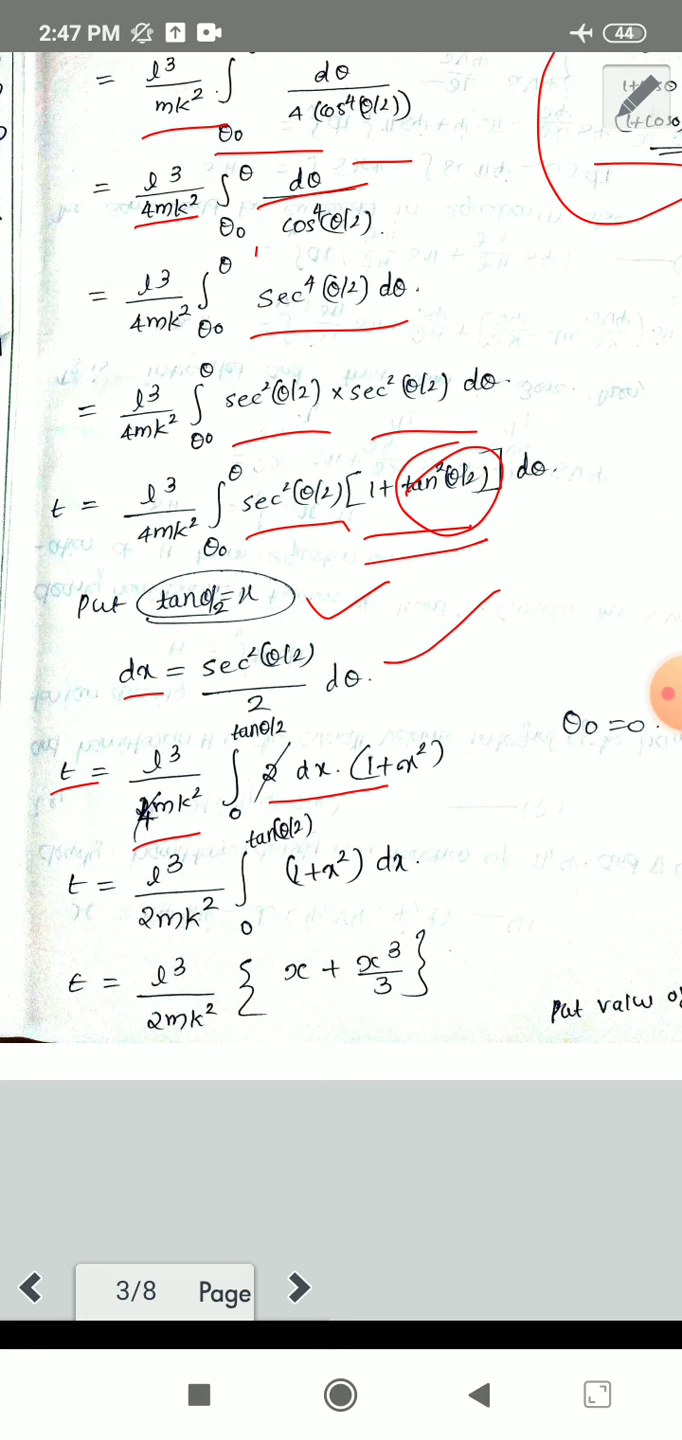 2:47 PM 44
= l³/mk² ∫ θ₀ dθ/4(cos⁴(θ/2))
= l³/4mk² ∫ θ₀ θ dθ/cos⁴(θ/2).
= l³/4mk² ∫ θ₀ θ sec⁴(θ/2) dθ.
= l³/4mk² ∫ θ₀ θ sec²(θ/2) × sec²(θ/2) dθ.
t = l³/4mk² ∫ θ₀ θ sec²(θ/2) [1 + tan²(θ/2)] dθ.
put tanθ/2 = x
dx = sec²(θ/2)/2 dθ.
θ₀ = 0.
t = l³/4mk² ∫ 0 tanθ/2 2 dx. (1+x²)
t = l³/2mk² ∫ 0 tan(θ/2) (1+x²) dx.
t = l³/2mk² { x + x³/3 }
Put value
3/8 Page